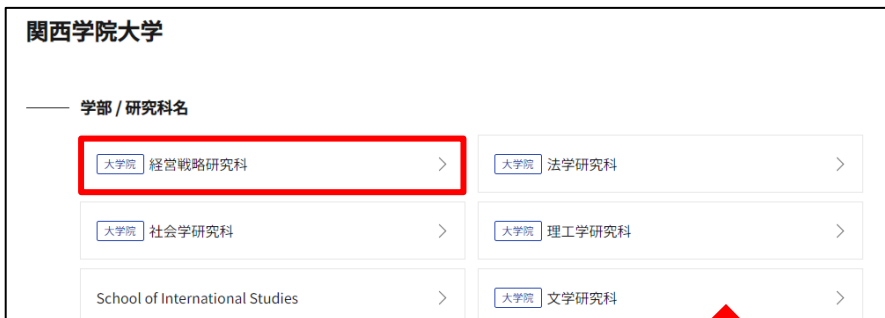 関西学院大学
学部 / 研究科名
大学院 経営戦略研究科
大学院 法学研究科
大学院 社会学研究科
大学院 理工学研究科
School of International Studies
大学院 文学研究科